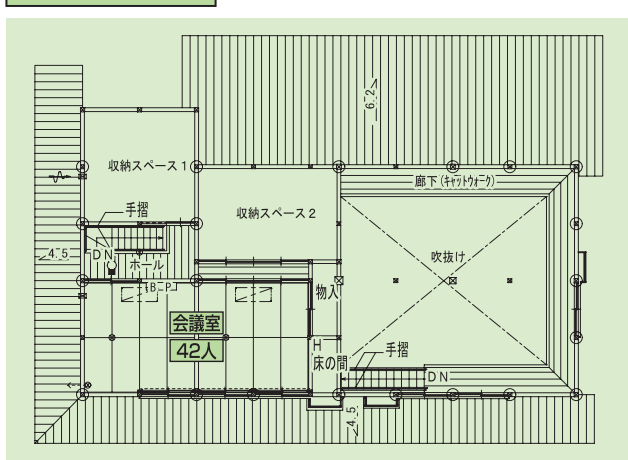 6.2
廊下(キャットウォーク)
収納スペース1
手摺
収納スペース2
吹抜け
4.5
DN
ホール
B P
物入
会議室
42人
H
床の間
手摺
DN
4.5